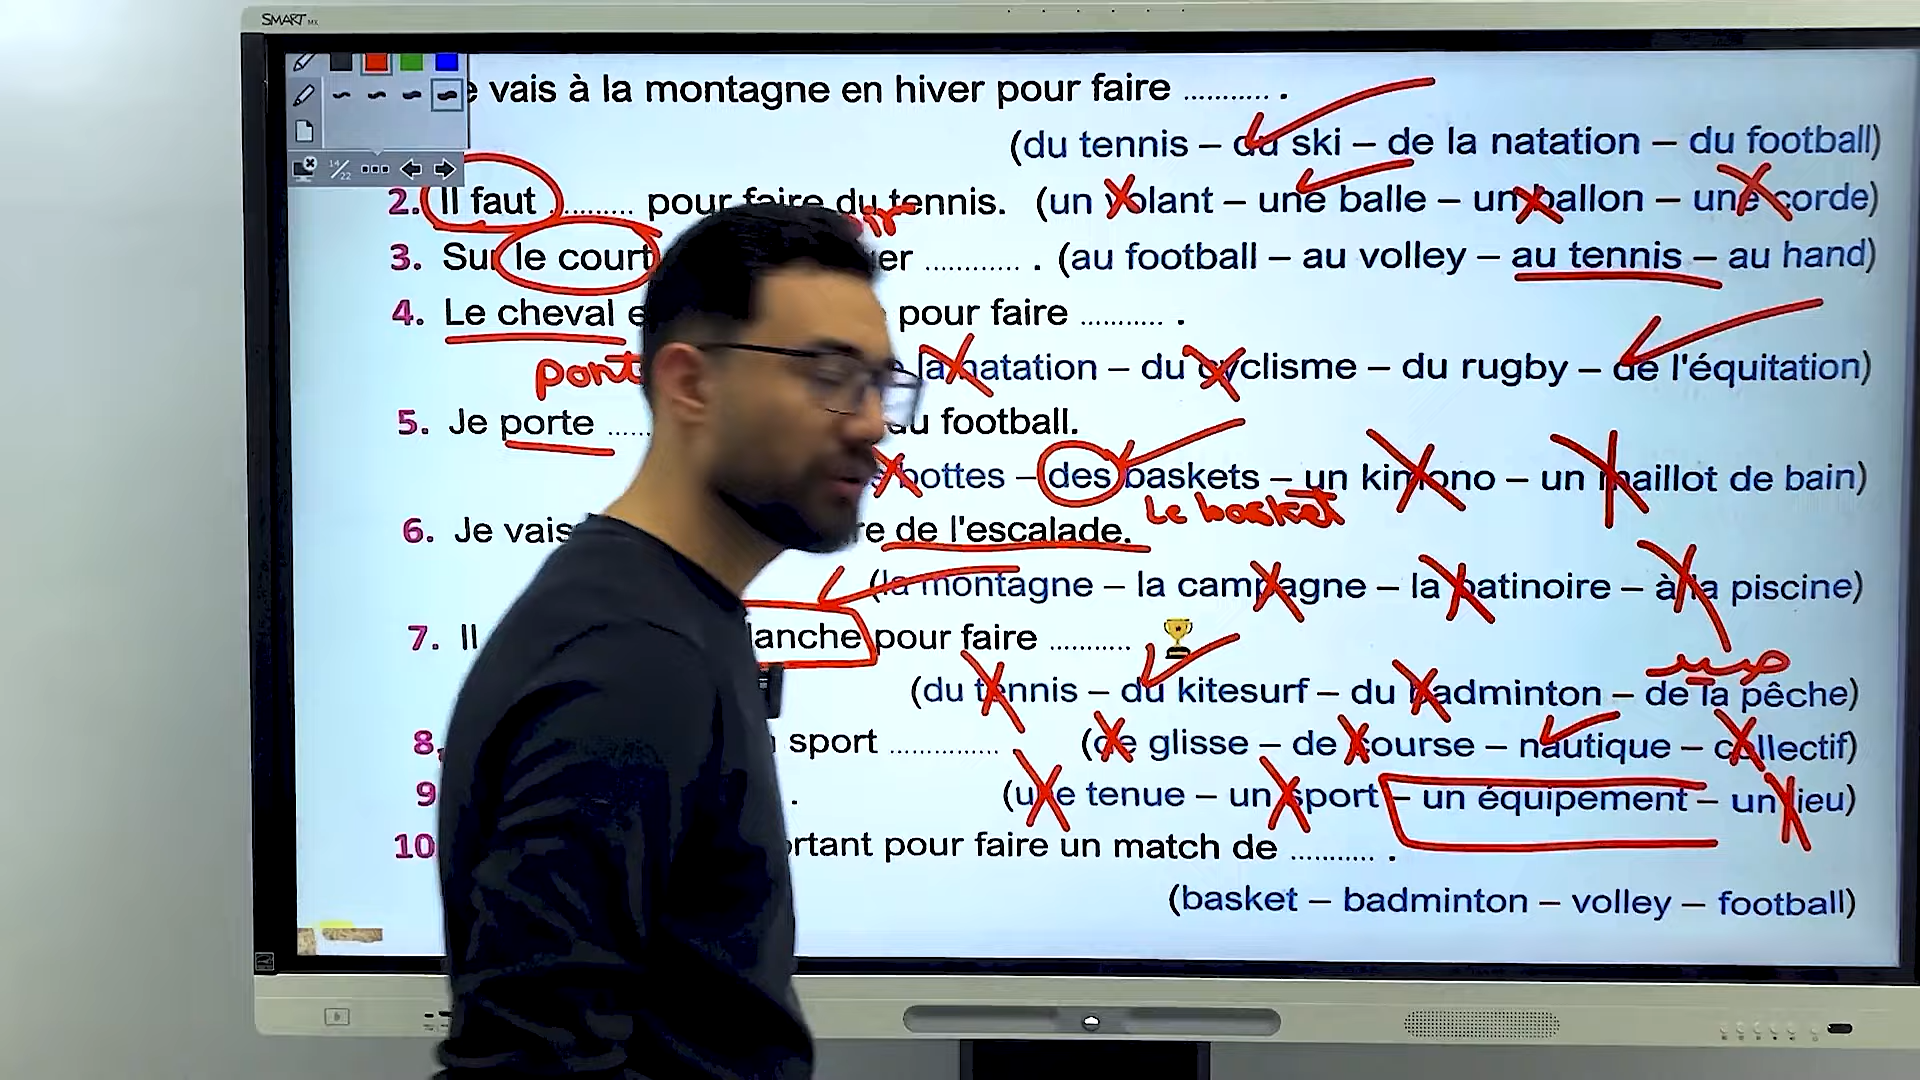 SMART MX
e vais à la montagne en hiver pour faire ........... .
(du tennis – du ski – de la natation – du football)
14/22
2. Il faut .......... pour faire du tennis. (un volant – une balle – un ballon – une corde)
3. Sur le court er ............ . (au football – au volley – au tennis – au hand)
4. Le cheval e pour faire ........... .
la natation – du cyclisme – du rugby – de l'équitation)
5. Je porte ...... u football.
bottes – des baskets – un kimono – un maillot de bain)
Le basket
6. Je vais re de l'escalade.
(la montagne – la campagne – la patinoire – à la piscine)
7. Il lanche pour faire ...........
(du tennis – du kitesurf – du badminton – de la pêche)
8. sport ............... (de glisse – de course – nautique – collectif)
9 . (une tenue – un sport – un équipement – un jeu)
10 rtant pour faire un match de ........... .
(basket – badminton – volley – football)